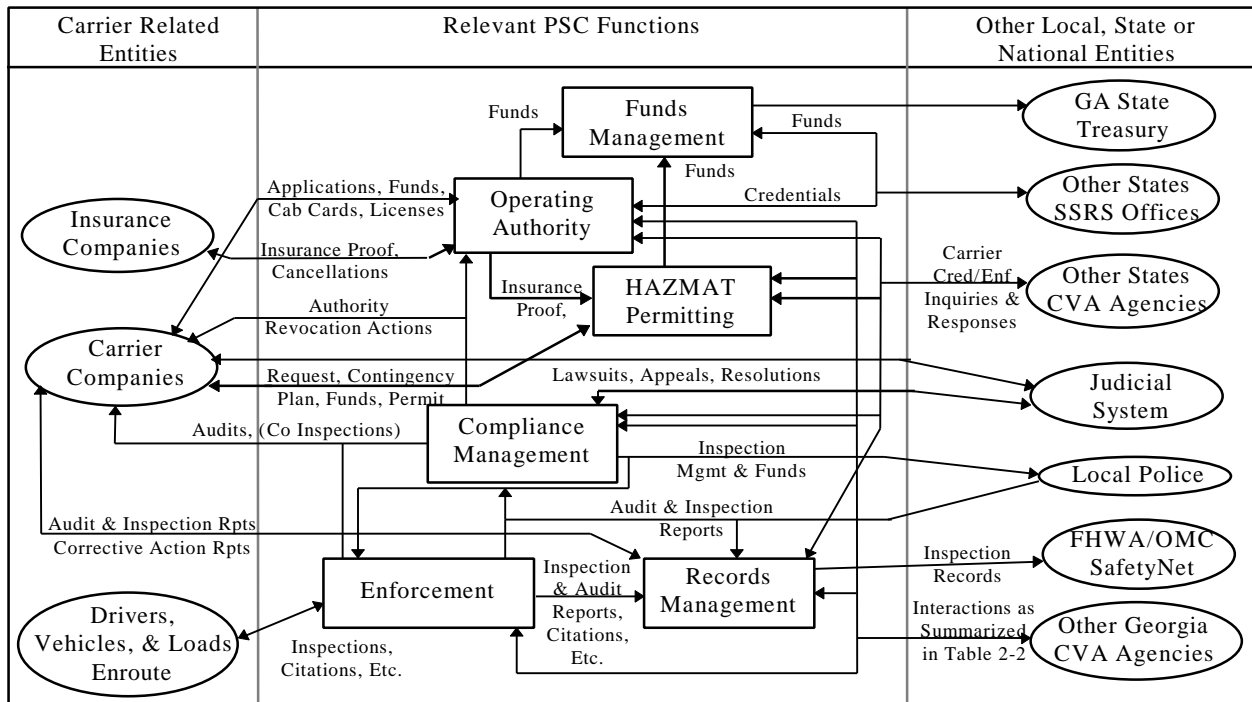 Carrier Related
Entities
Relevant PSC Functions
Other Local, State or
National Entities
Funds
Management
GA State
Treasury
Funds
Funds
Funds
Applications, Funds,
Cab Cards, Licenses
Operating
Authority
Credentials
Other States
SSRS Offices
Insurance
Companies
Insurance Proof,
Cancellations
Insurance
Proof,
HAZMAT
Permitting
Carrier
Cred/Enf
Inquiries &
Responses
Other States
CVA Agencies
Authority
Revocation Actions
Carrier
Companies
Request, Contingency
Plan, Funds, Permit
Lawsuits, Appeals, Resolutions
Judicial
System
Audits, (Co Inspections)
Compliance
Management
Inspection
Mgmt & Funds
Local Police
Audit & Inspection Rpts
Corrective Action Rpts
Audit & Inspection
Reports
Enforcement
Inspection
& Audit
Reports,
Citations,
Etc.
Records
Management
Inspection
Records
FHWA/OMC
SafetyNet
Drivers,
Vehicles, & Loads
Enroute
Inspections,
Citations, Etc.
Interactions as
Summarized
in Table 2-2
Other Georgia
CVA Agencies